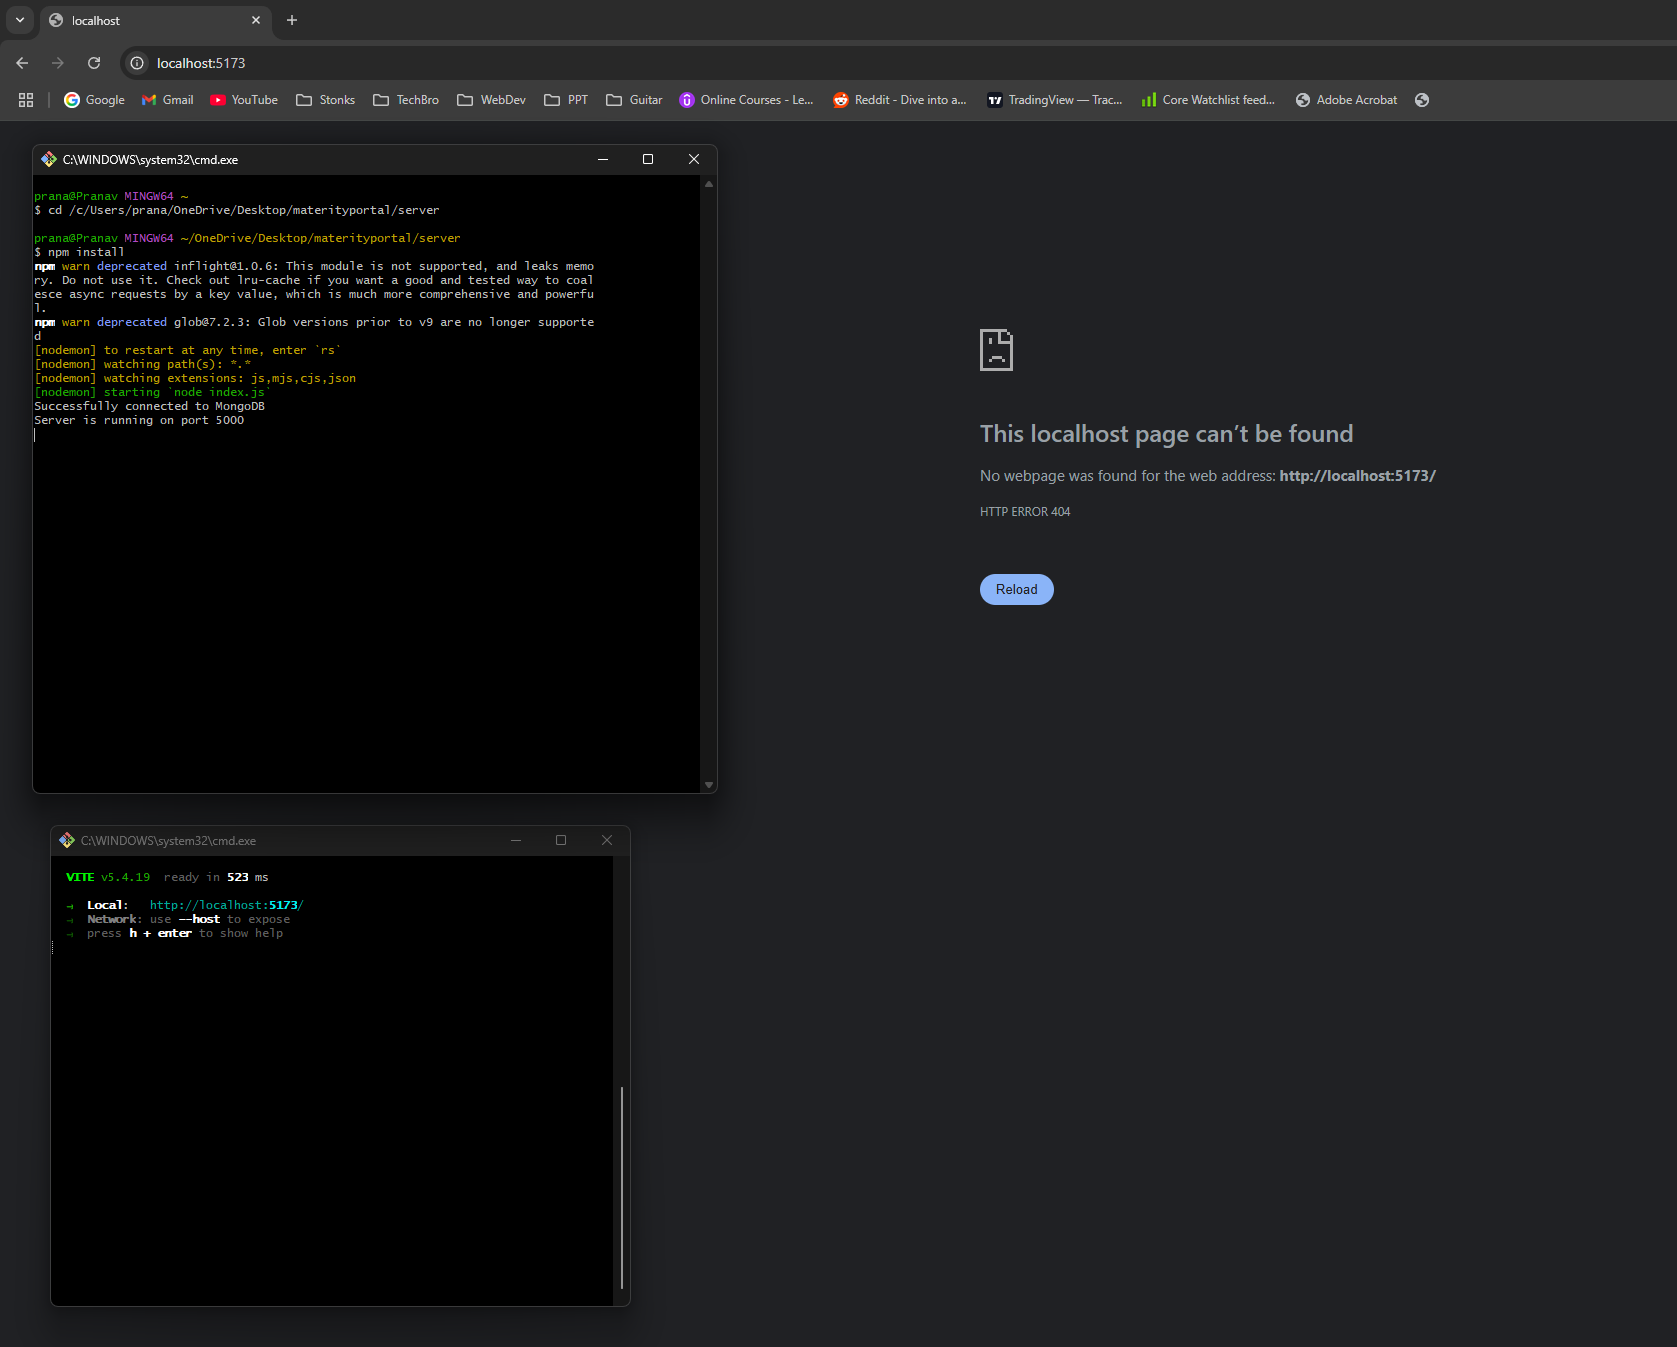 localhost
localhost:5173
Google Gmail YouTube Stonks TechBro WebDev PPT Guitar Online Courses - Le... Reddit - Dive into a... TradingView — Trac... Core Watchlist feed... Adobe Acrobat
C:\WINDOWS\system32\cmd.exe
prana@Pranav MINGW64 ~
$ cd /c/Users/prana/OneDrive/Desktop/materityportal/server
prana@Pranav MINGW64 ~/OneDrive/Desktop/materityportal/server
$ npm install
npm warn deprecated inflight@1.0.6: This module is not supported, and leaks memo
ry. Do not use it. Check out lru-cache if you want a good and tested way to coal
esce async requests by a key value, which is much more comprehensive and powerfu
l.
npm warn deprecated glob@7.2.3: Glob versions prior to v9 are no longer supporte
d
[nodemon] to restart at any time, enter `rs`
[nodemon] watching path(s): *.*
[nodemon] watching extensions: js,mjs,cjs,json
[nodemon] starting `node index.js`
Successfully connected to MongoDB
Server is running on port 5000
This localhost page can’t be found
No webpage was found for the web address: http://localhost:5173/
HTTP ERROR 404
Reload
C:\WINDOWS\system32\cmd.exe
VITE v5.4.19 ready in 523 ms
→ Local: http://localhost:5173/
→ Network: use --host to expose
→ press h + enter to show help